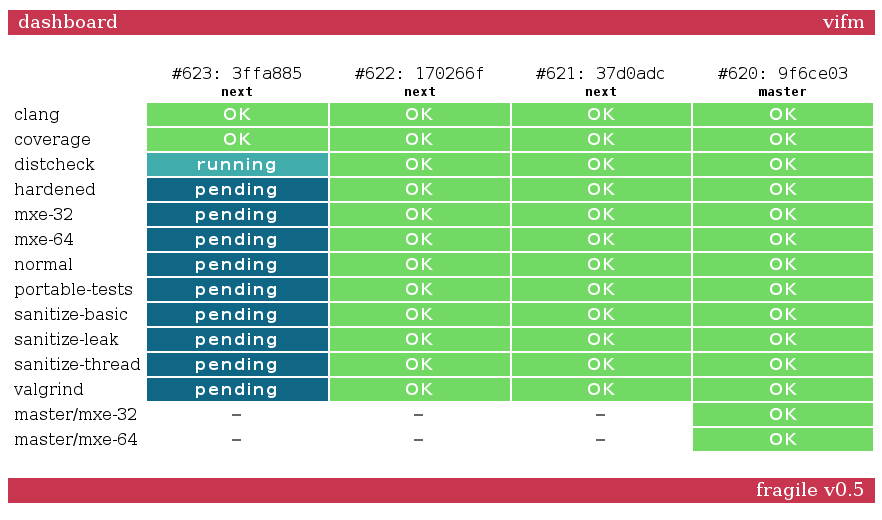 dashboard vifm
#623: 3ffa885 #622: 170266f #621: 37d0adc #620: 9f6ce03
next next next master
clang OK OK OK OK
coverage OK OK OK OK
distcheck running OK OK OK
hardened pending OK OK OK
mxe-32 pending OK OK OK
mxe-64 pending OK OK OK
normal pending OK OK OK
portable-tests pending OK OK OK
sanitize-basic pending OK OK OK
sanitize-leak pending OK OK OK
sanitize-thread pending OK OK OK
valgrind pending OK OK OK
master/mxe-32 – – – OK
master/mxe-64 – – – OK
fragile v0.5